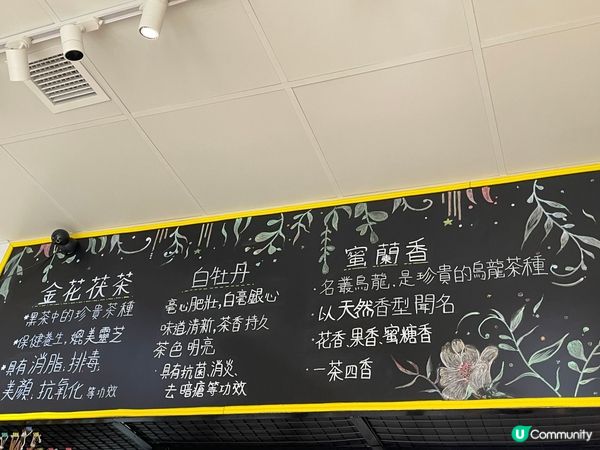 金花茯茶
*黑茶中的珍貴茶種
*保健養生,媲美靈芝
*具有消脂,排毒,
美顏,抗氧化等功效
白牡丹
毫心肥壯,白毫銀心
味道清新,茶香持久
茶色明亮
·具有抗菌,消炎,
去暗瘡等功效
蜜蘭香
·名叢烏龍,是珍貴的烏龍茶種
·以天然香型聞名
·花香,果香,蜜糖香
·一茶四香
U Community